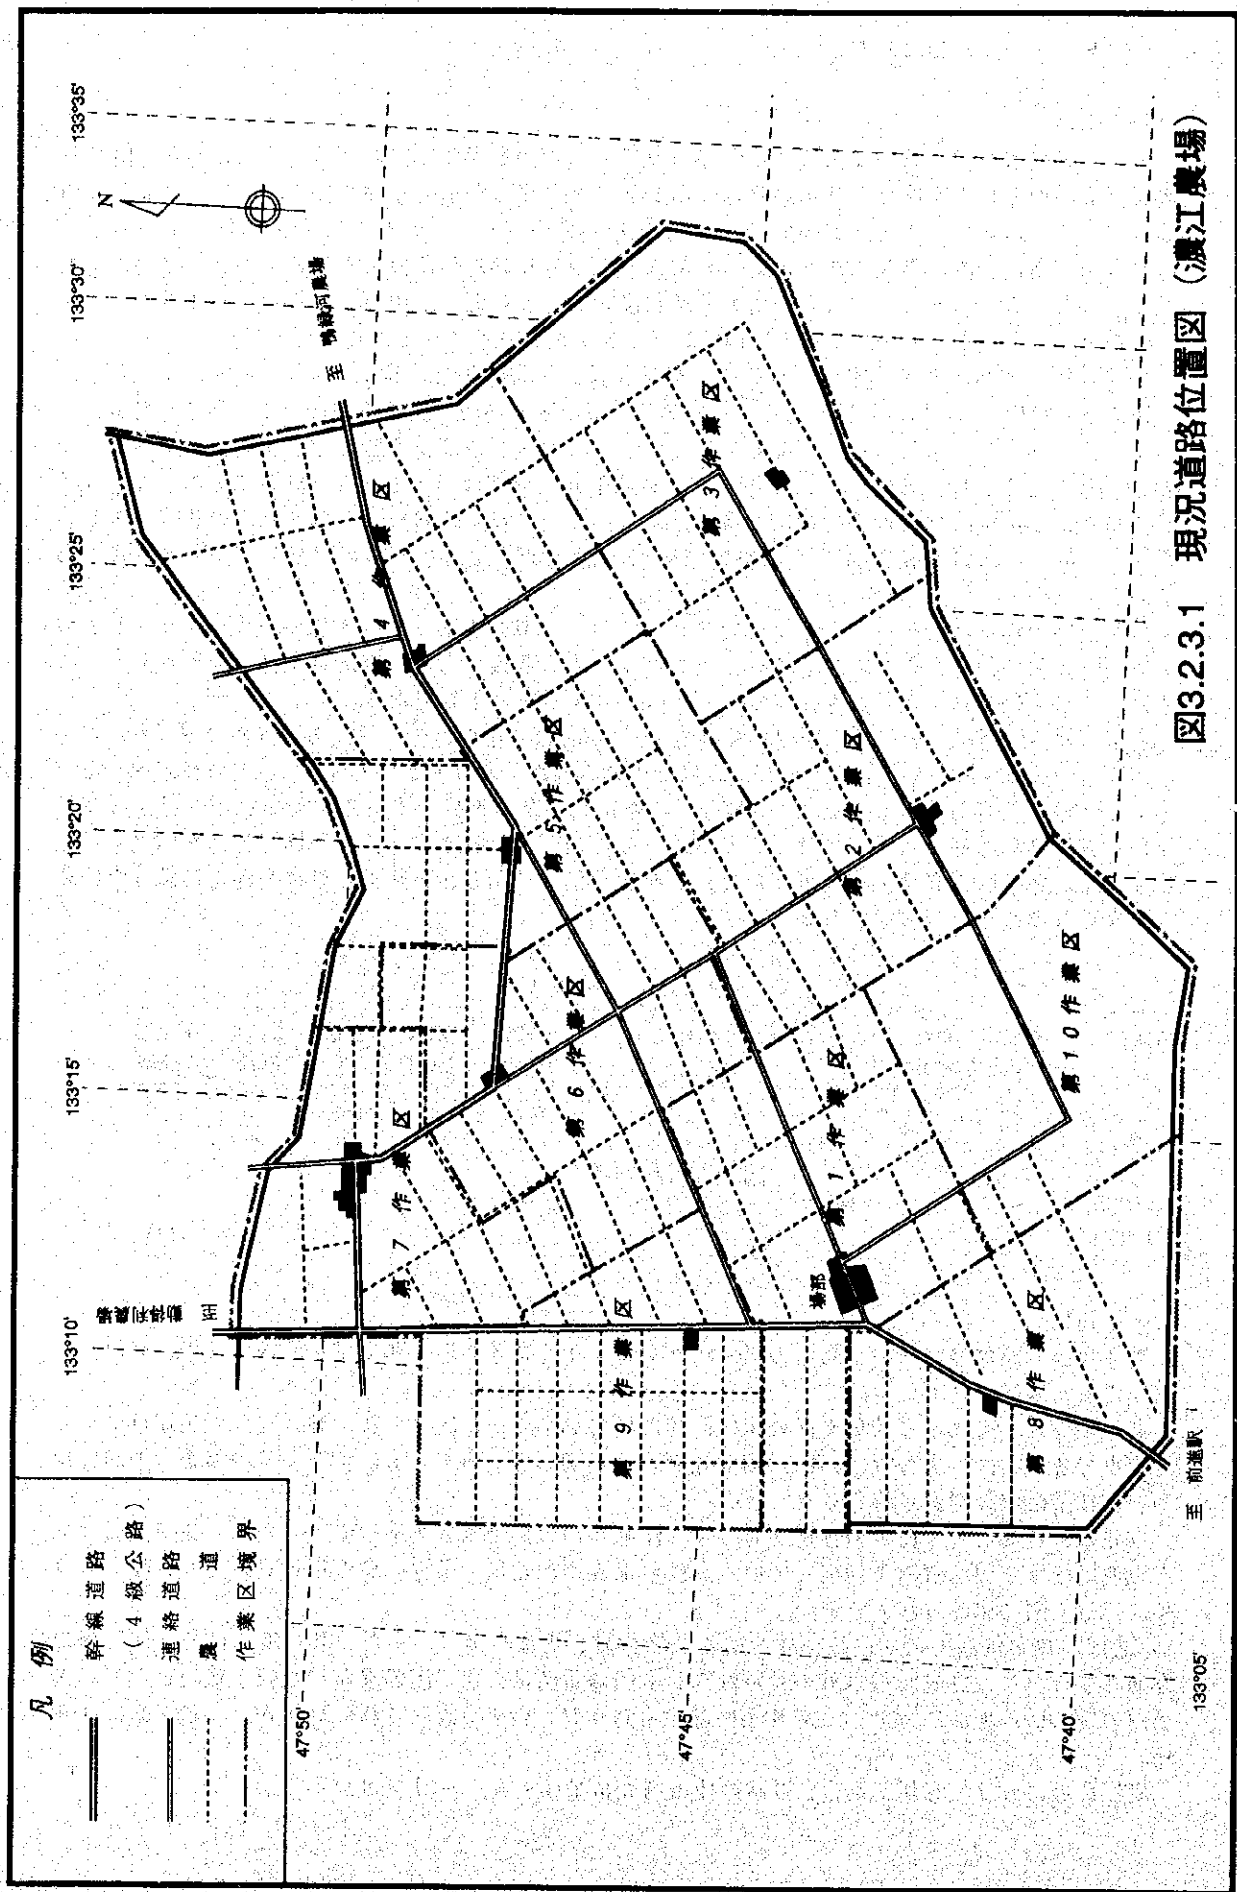 凡例
幹線道路
(4級公路)
連絡道路
農道
作業区境界
133°35'
133°30'
133°25'
133°20'
133°15'
133°10'
133°05'
47°50'
47°45'
47°40'
N
至 鴨緑河農場
至 勤得利農場
至 前進駅
場部
第1作業区
第2作業区
第3作業区
第4作業区
第5作業区
第6作業区
第7作業区
第8作業区
第9作業区
第10作業区
図3.2.3.1 現況道路位置図 (濃江農場)